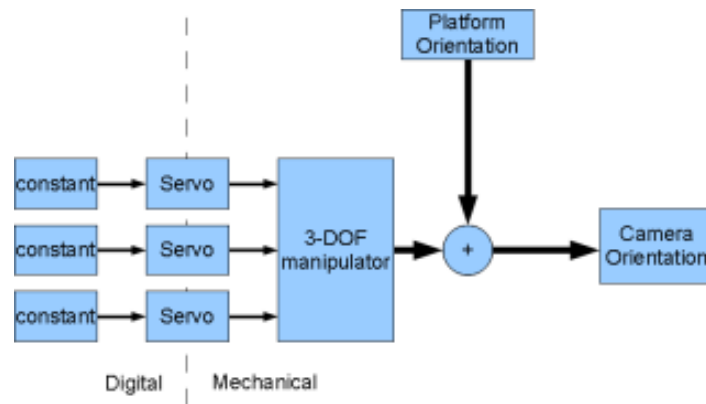 Platform
Orientation
constant
Servo
constant
Servo
3-DOF
manipulator
+
Camera
Orientation
constant
Servo
Digital
Mechanical